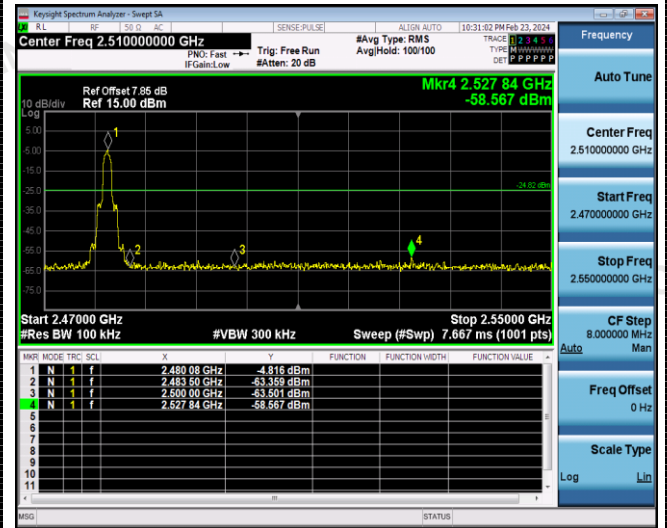 Keysight Spectrum Analyzer - Swept SA
RL RF 50 Ω AC SENSE:PULSE ALIGN AUTO 10:31:02 PM Feb 23, 2024
Center Freq 2.510000000 GHz
PNO: Fast
IFGain:Low
Trig: Free Run
#Atten: 20 dB
#Avg Type: RMS
Avg|Hold: 100/100
TRACE 1 2 3 4 5 6
TYPE M WWWWW
DET P P P P P P
Ref Offset 7.85 dB
Ref 15.00 dBm
10 dB/div
Log
Mkr4 2.527 84 GHz
-58.567 dBm
5.00
-5.00
-15.0
-25.0
-35.0
-45.0
-55.0
-65.0
-75.0
1
2
3
4
-24.82 dBm
Start 2.47000 GHz Stop 2.55000 GHz
#Res BW 100 kHz #VBW 300 kHz Sweep (#Swp) 7.667 ms (1001 pts)
MKR MODE TRC SCL X Y FUNCTION FUNCTION WIDTH FUNCTION VALUE
1 N 1 f 2.480 08 GHz -4.816 dBm
2 N 1 f 2.483 50 GHz -63.359 dBm
3 N 1 f 2.500 00 GHz -63.501 dBm
4 N 1 f 2.527 84 GHz -58.567 dBm
5
6
7
8
9
10
11
MSG STATUS
Frequency
Auto Tune
Center Freq
2.510000000 GHz
Start Freq
2.470000000 GHz
Stop Freq
2.550000000 GHz
CF Step
8.000000 MHz
Auto Man
Freq Offset
0 Hz
Scale Type
Log Lin